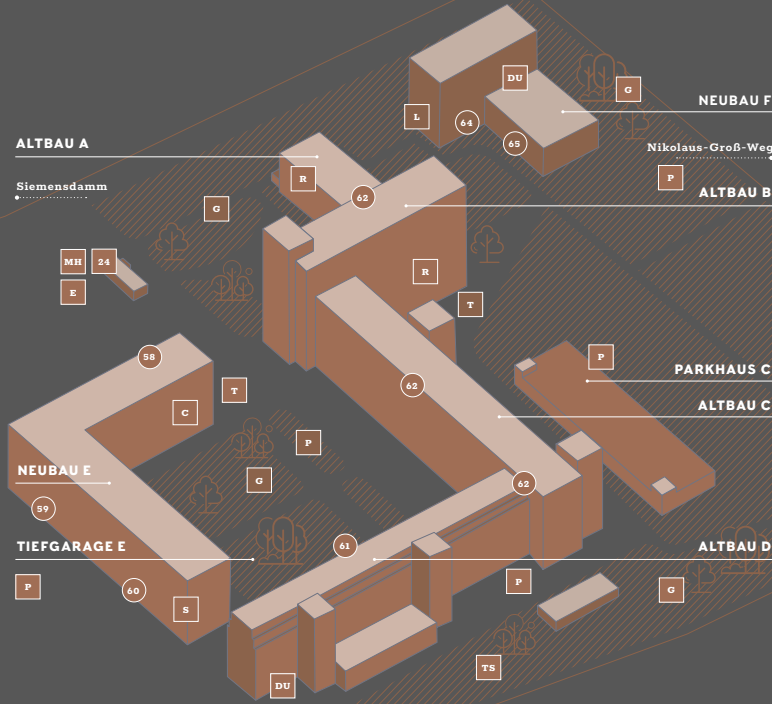 DU
G
NEUBAU F
L
64
65
ALTBAU A
Nikolaus-Groß-Weg
R
P
Siemensdamm
62
ALTBAU B
G
MH
24
R
E
T
58
P
PARKHAUS C
T
62
C
ALTBAU C
P
NEUBAU E
G
62
59
TIEFGARAGE E
61
ALTBAU D
P
60
P
G
S
TS
DU